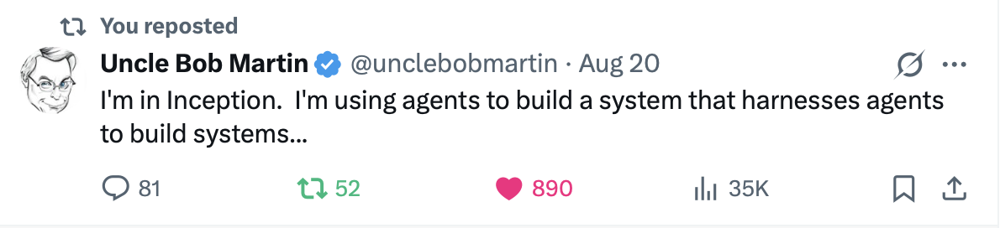 You reposted
Uncle Bob Martin @unclebobmartin · Aug 20
I'm in Inception.  I'm using agents to build a system that harnesses agents
to build systems...
81 52 890 35K